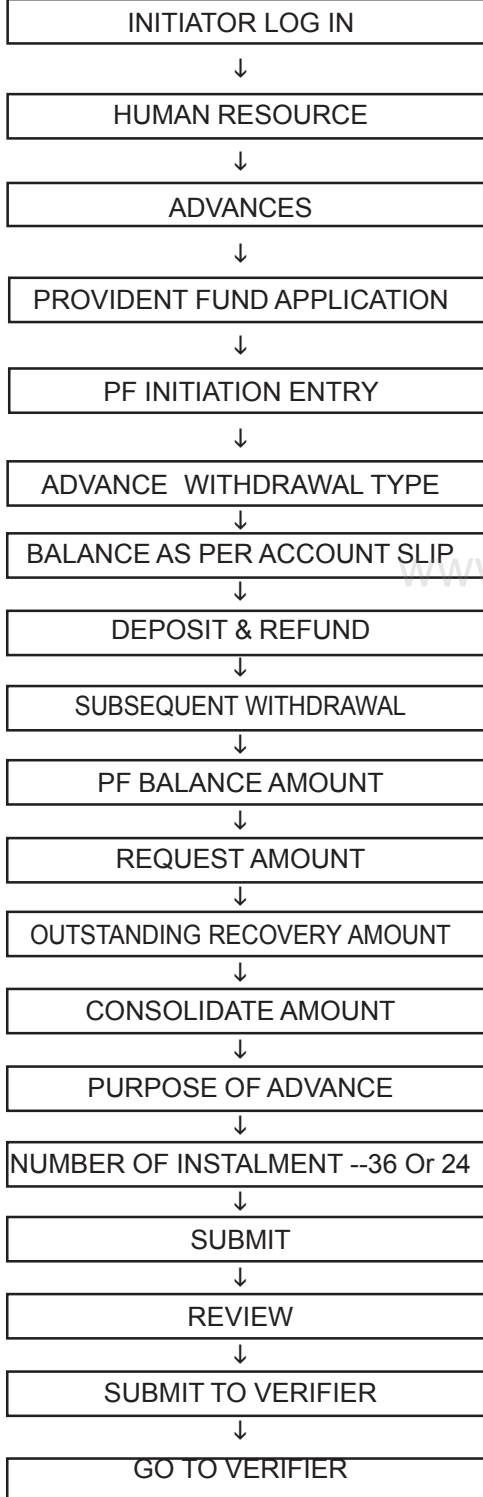 INITIATOR LOG IN
↓
HUMAN RESOURCE
↓
ADVANCES
↓
PROVIDENT FUND APPLICATION
↓
PF INITIATION ENTRY
↓
ADVANCE WITHDRAWAL TYPE
↓
BALANCE AS PER ACCOUNT SLIP
↓
DEPOSIT & REFUND
↓
SUBSEQUENT WITHDRAWAL
↓
PF BALANCE AMOUNT
↓
REQUEST AMOUNT
↓
OUTSTANDING RECOVERY AMOUNT
↓
CONSOLIDATE AMOUNT
↓
PURPOSE OF ADVANCE
↓
NUMBER OF INSTALMENT --36 Or 24
↓
SUBMIT
↓
REVIEW
↓
SUBMIT TO VERIFIER
↓
GO TO VERIFIER